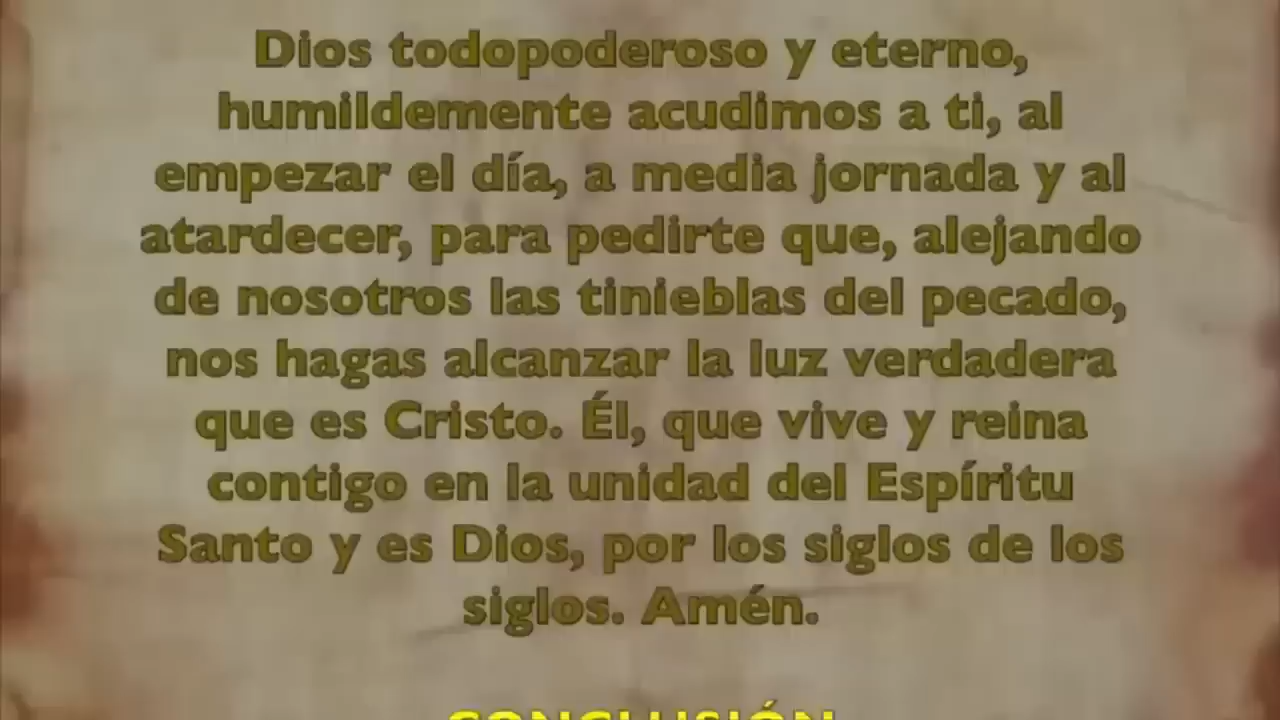 Dios todopoderoso y eterno,
humildemente acudimos a ti, al
empezar el día, a media jornada y al
atardecer, para pedirte que, alejando
de nosotros las tinieblas del pecado,
nos hagas alcanzar la luz verdadera
que es Cristo. Él, que vive y reina
contigo en la unidad del Espíritu
Santo y es Dios, por los siglos de los
siglos. Amén.
CONCLUSIÓN